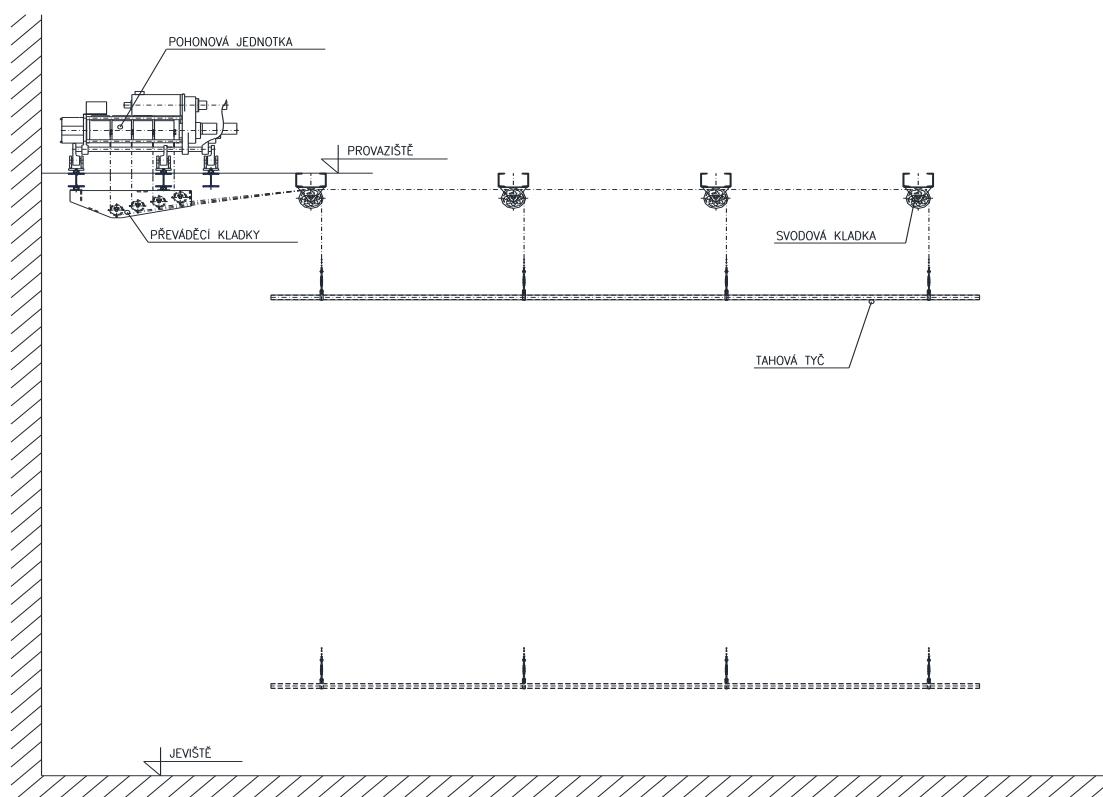 POHONOVÁ JEDNOTKA
PROVAZIŠTĚ
PŘEVÁDĚCÍ KLADKY
SVODOVÁ KLADKA
TAHOVÁ TYČ
JEVIŠTĚ